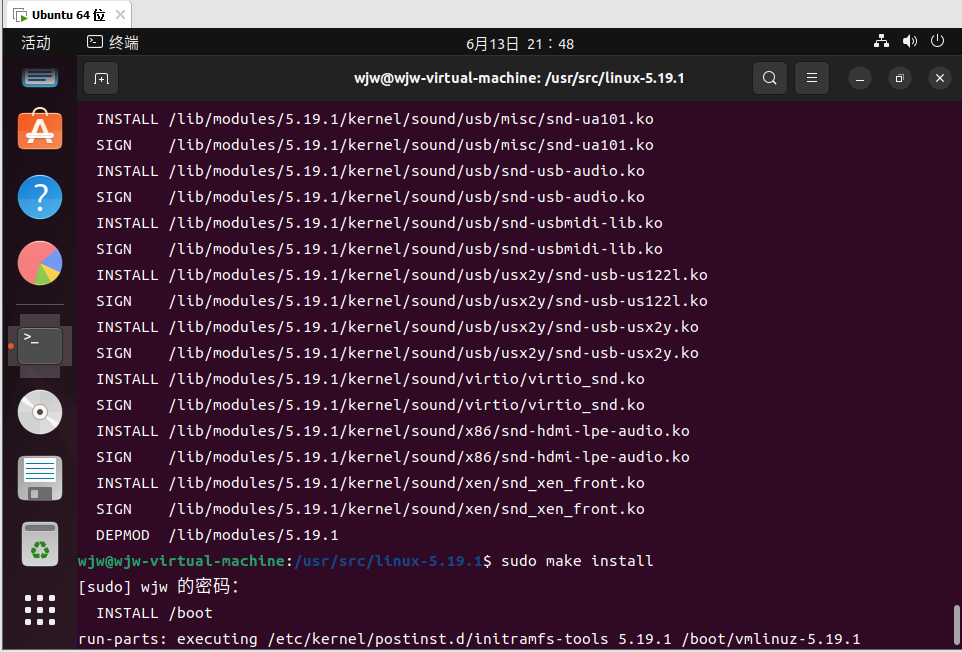 Ubuntu 64 位
活动
终端
6月13日 21：48
wjw@wjw-virtual-machine: /usr/src/linux-5.19.1
INSTALL /lib/modules/5.19.1/kernel/sound/usb/misc/snd-ua101.ko
SIGN /lib/modules/5.19.1/kernel/sound/usb/misc/snd-ua101.ko
INSTALL /lib/modules/5.19.1/kernel/sound/usb/snd-usb-audio.ko
SIGN /lib/modules/5.19.1/kernel/sound/usb/snd-usb-audio.ko
INSTALL /lib/modules/5.19.1/kernel/sound/usb/snd-usbmidi-lib.ko
SIGN /lib/modules/5.19.1/kernel/sound/usb/snd-usbmidi-lib.ko
INSTALL /lib/modules/5.19.1/kernel/sound/usb/usx2y/snd-usb-us122l.ko
SIGN /lib/modules/5.19.1/kernel/sound/usb/usx2y/snd-usb-us122l.ko
INSTALL /lib/modules/5.19.1/kernel/sound/usb/usx2y/snd-usb-usx2y.ko
SIGN /lib/modules/5.19.1/kernel/sound/usb/usx2y/snd-usb-usx2y.ko
INSTALL /lib/modules/5.19.1/kernel/sound/virtio/virtio_snd.ko
SIGN /lib/modules/5.19.1/kernel/sound/virtio/virtio_snd.ko
INSTALL /lib/modules/5.19.1/kernel/sound/x86/snd-hdmi-lpe-audio.ko
SIGN /lib/modules/5.19.1/kernel/sound/x86/snd-hdmi-lpe-audio.ko
INSTALL /lib/modules/5.19.1/kernel/sound/xen/snd_xen_front.ko
SIGN /lib/modules/5.19.1/kernel/sound/xen/snd_xen_front.ko
DEPMOD /lib/modules/5.19.1
wjw@wjw-virtual-machine:/usr/src/linux-5.19.1$ sudo make install
[sudo] wjw 的密码：
INSTALL /boot
run-parts: executing /etc/kernel/postinst.d/initramfs-tools 5.19.1 /boot/vmlinuz-5.19.1